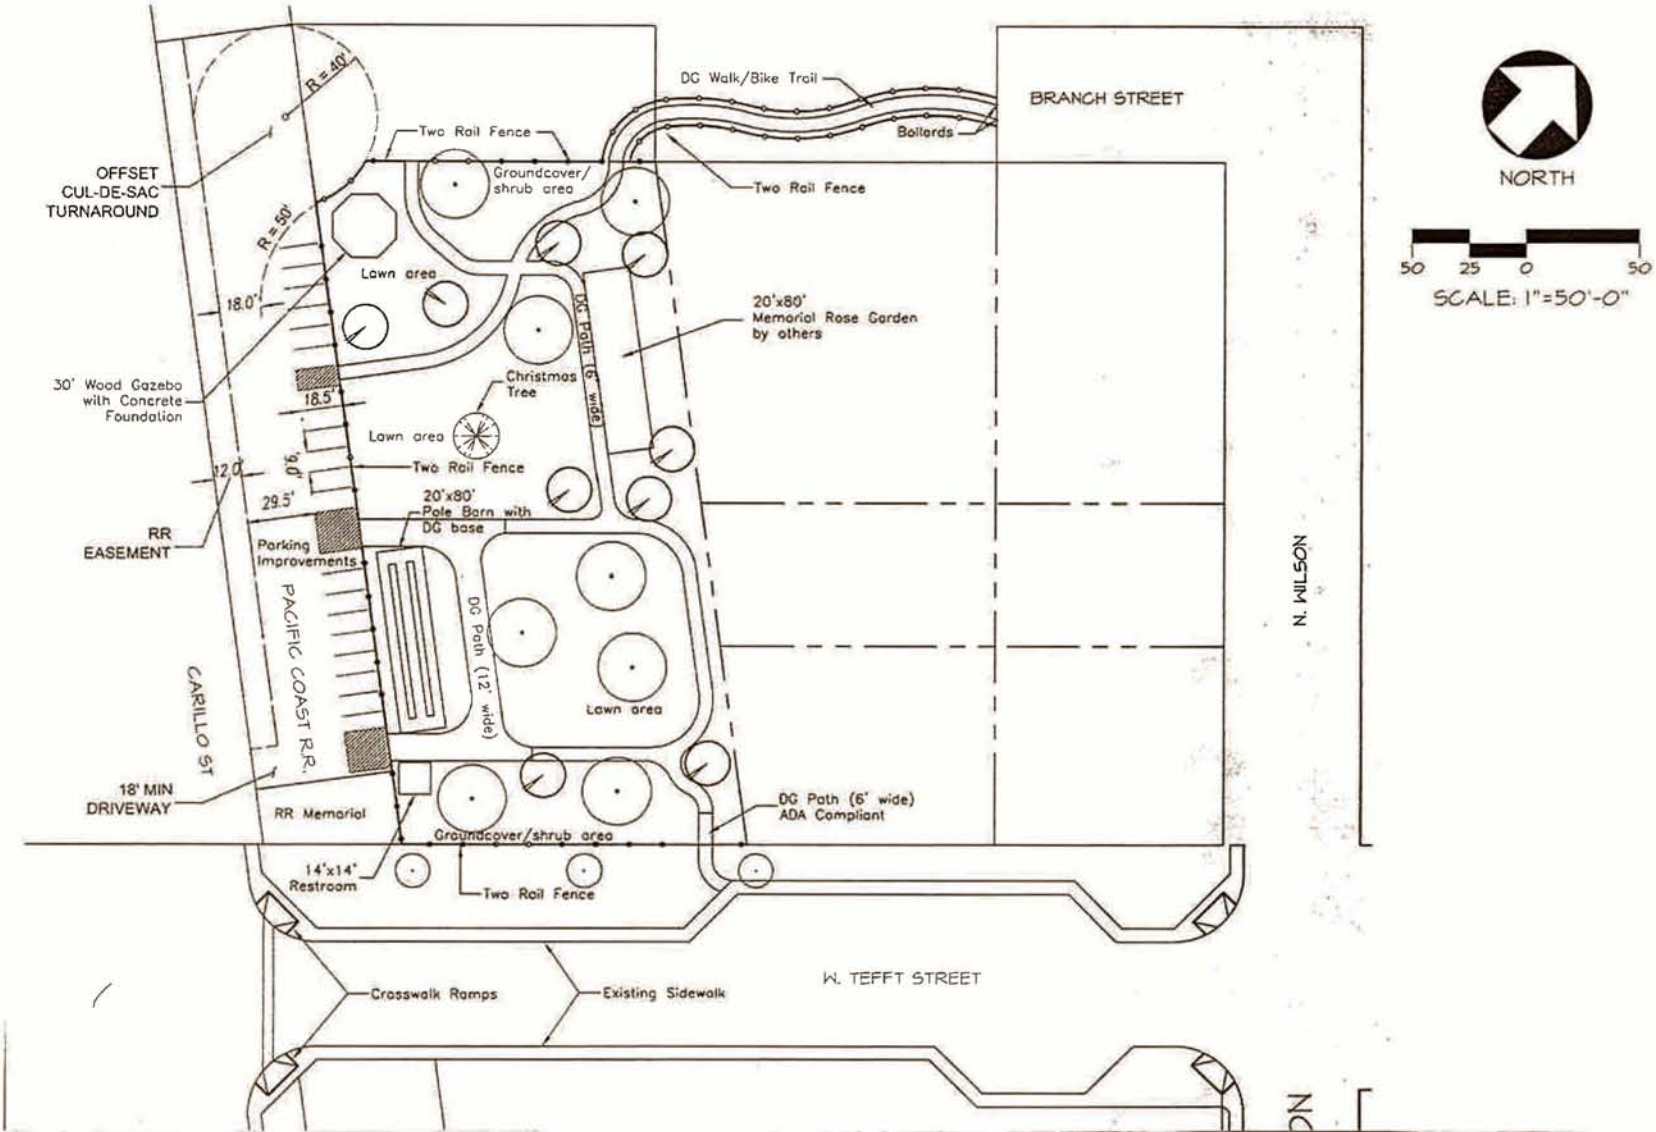 DG Walk/Bike Trail
BRANCH STREET
R = 40'
Two Rail Fence
Bollards
OFFSET
CUL-DE-SAC
TURNAROUND
Groundcover/
shrub area
Two Rail Fence
NORTH
R = 50'
50 25 0 50
SCALE: 1"=50'-0"
Lawn area
18.0'
DG Path (6' wide)
20'x80'
Memorial Rose Garden
by others
30' Wood Gazebo
with Concrete
Foundation
Christmas
Tree
18.5'
Lawn area
12.0'
9.0'
Two Rail Fence
29.5'
20'x80'
Pole Barn with
DG base
RR
EASEMENT
Parking
Improvements
N. WILSON
PACIFIC COAST R.R.
DG Path (12' wide)
CARILLO ST
Lawn area
18' MIN
DRIVEWAY
RR Memorial
DG Path (6' wide)
ADA Compliant
Groundcover/shrub area
14'x14'
Restroom
Two Rail Fence
W. TEFFT STREET
Crosswalk Ramps
Existing Sidewalk
ON